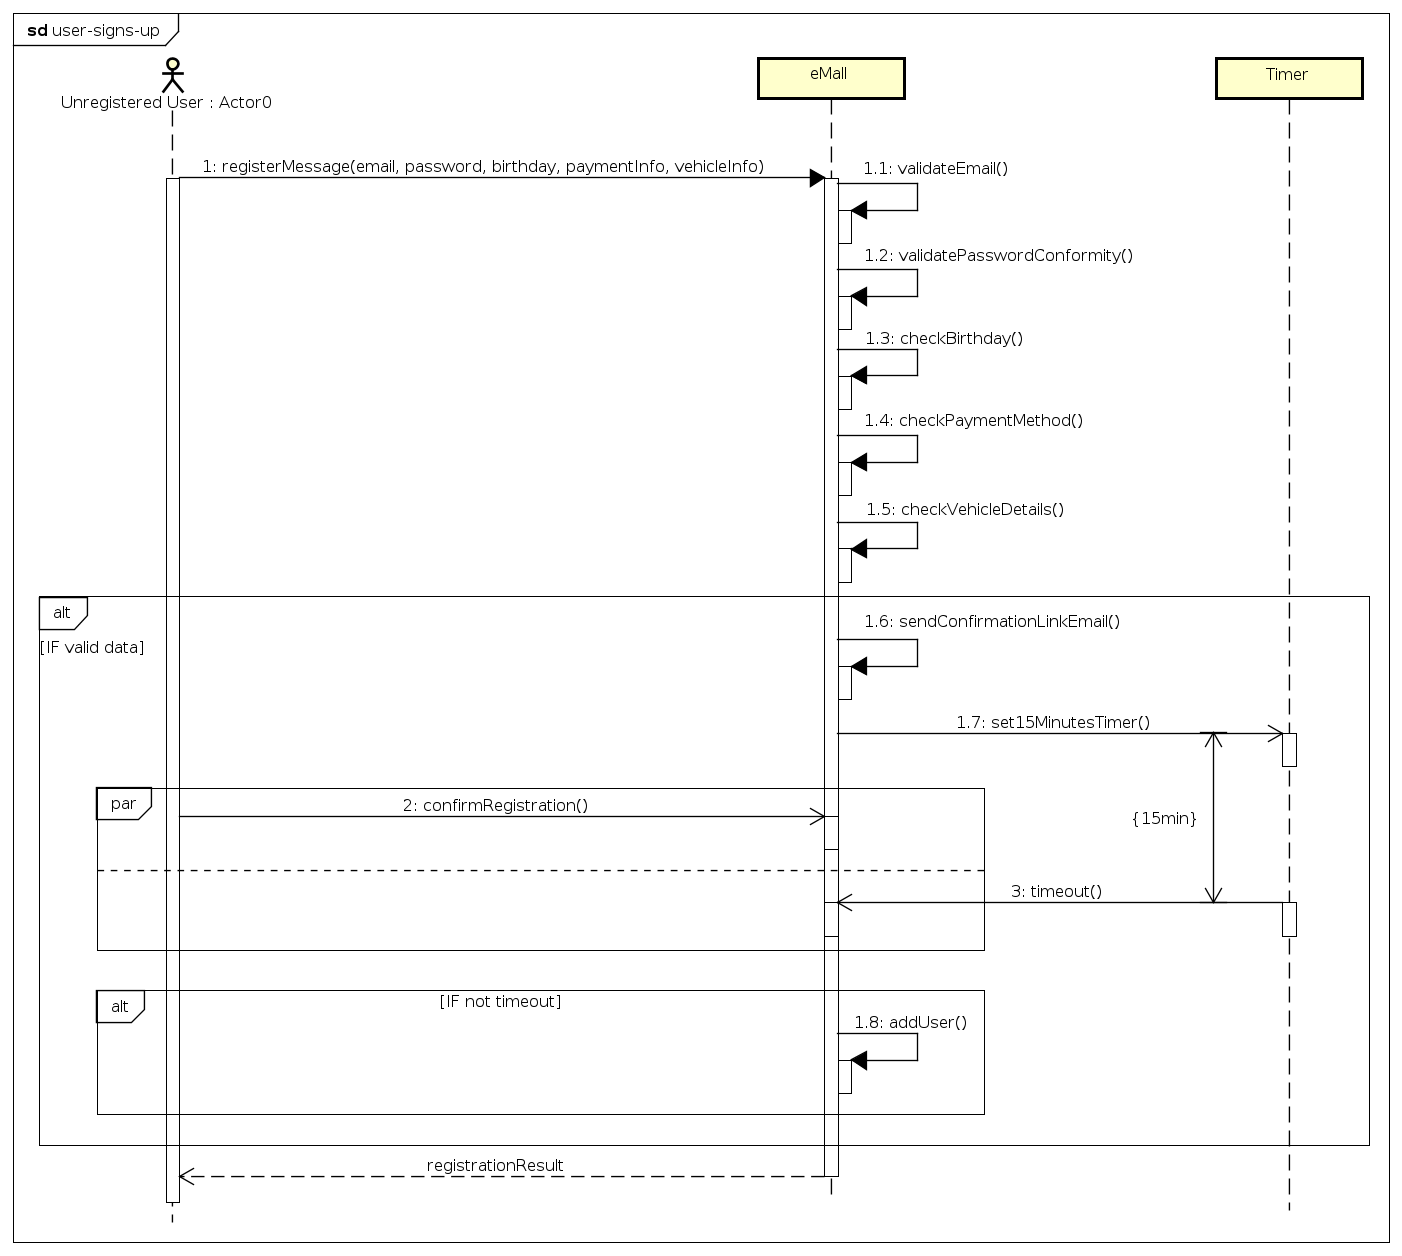 sd user-signs-up
Unregistered User : Actor0
eMall
Timer
1: registerMessage(email, password, birthday, paymentInfo, vehicleInfo)
1.1: validateEmail()
1.2: validatePasswordConformity()
1.3: checkBirthday()
1.4: checkPaymentMethod()
1.5: checkVehicleDetails()
alt
[IF valid data]
1.6: sendConfirmationLinkEmail()
1.7: set15MinutesTimer()
par
2: confirmRegistration()
{15min}
3: timeout()
alt
[IF not timeout]
1.8: addUser()
registrationResult